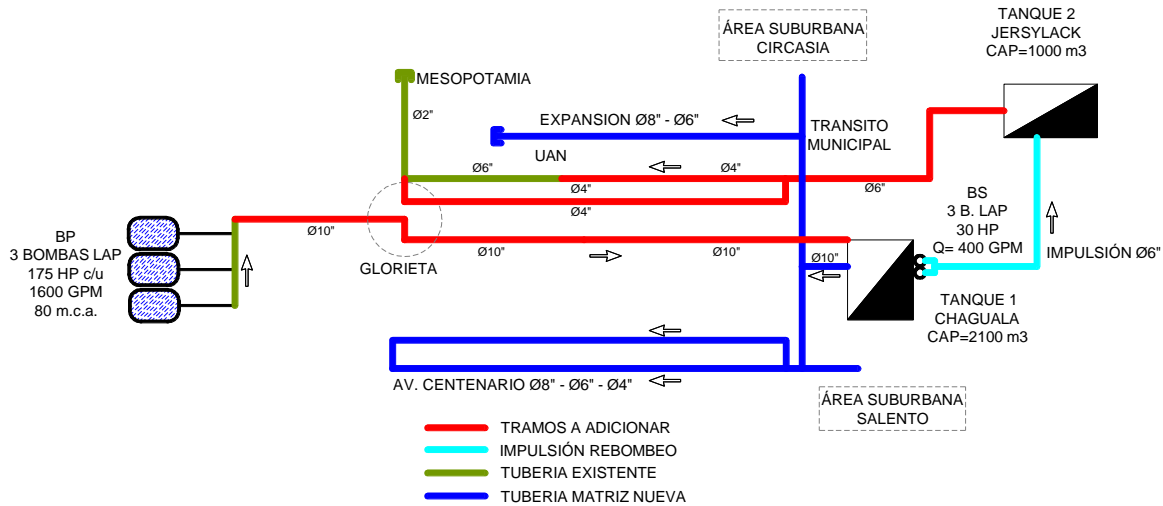 TANQUE 2
JERSYLACK
CAP=1000 m3
ÁREA SUBURBANA
CIRCASIA
MESOPOTAMIA
Ø2"
EXPANSION Ø8" - Ø6"
TRANSITO
MUNICIPAL
UAN
Ø6"
Ø4"
Ø4"
Ø4"
Ø6"
BS
3 B. LAP
30 HP
Q= 400 GPM
IMPULSIÓN Ø6"
BP
3 BOMBAS LAP
175 HP c/u
1600 GPM
80 m.c.a.
Ø10"
GLORIETA
Ø10"
Ø10"
Ø10"
TANQUE 1
CHAGUALA
CAP=2100 m3
AV. CENTENARIO Ø8" - Ø6" - Ø4"
ÁREA SUBURBANA
SALENTO
TRAMOS A ADICIONAR
IMPULSIÓN REBOMBEO
TUBERIA EXISTENTE
TUBERIA MATRIZ NUEVA